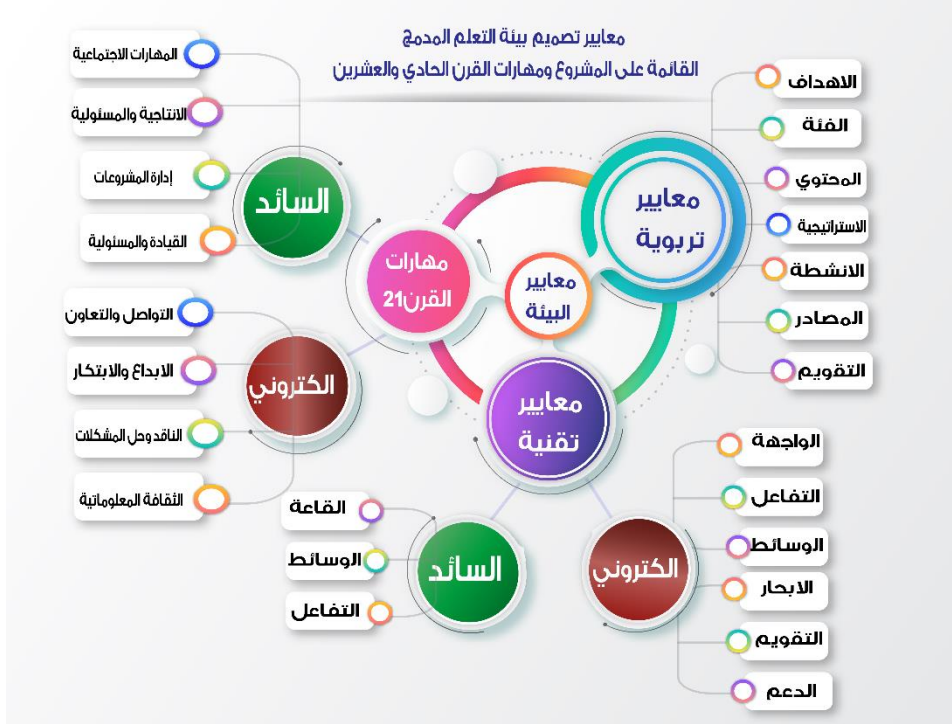 معايير تصميم بيئة التعلم المدمج
القائمة على المشروع ومهارات القرن الحادي والعشرين
معايير
البيئة
معايير
تربوية
الاهداف
الفئة
المحتوي
الاستراتيجية
الانشطة
المصادر
التقويم
مهارات
القرن21
السائد
المهارات الاجتماعية
الانتاجية والمسئولية
إدارة المشروعات
القيادة والمسئولية
الكتروني
التواصل والتعاون
الابداع والابتكار
الناقد وحل المشكلات
الثقافة المعلوماتية
معايير
تقنية
الكتروني
الواجهة
التفاعل
الوسائط
الابحار
التقويم
الدعم
السائد
القاعة
الوسائط
التفاعل